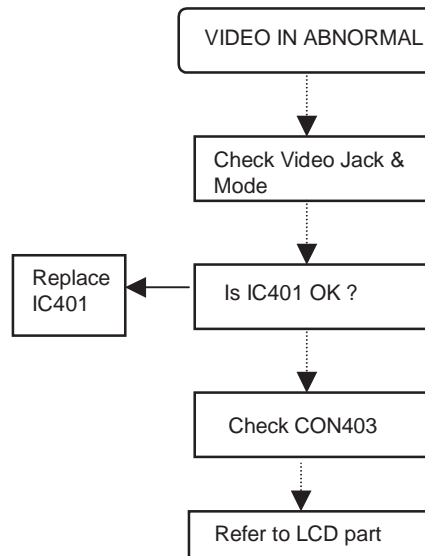 VIDEO IN ABNORMAL
Check Video Jack &
Mode
Replace
IC401
Is IC401 OK ?
Check CON403
Refer to LCD part